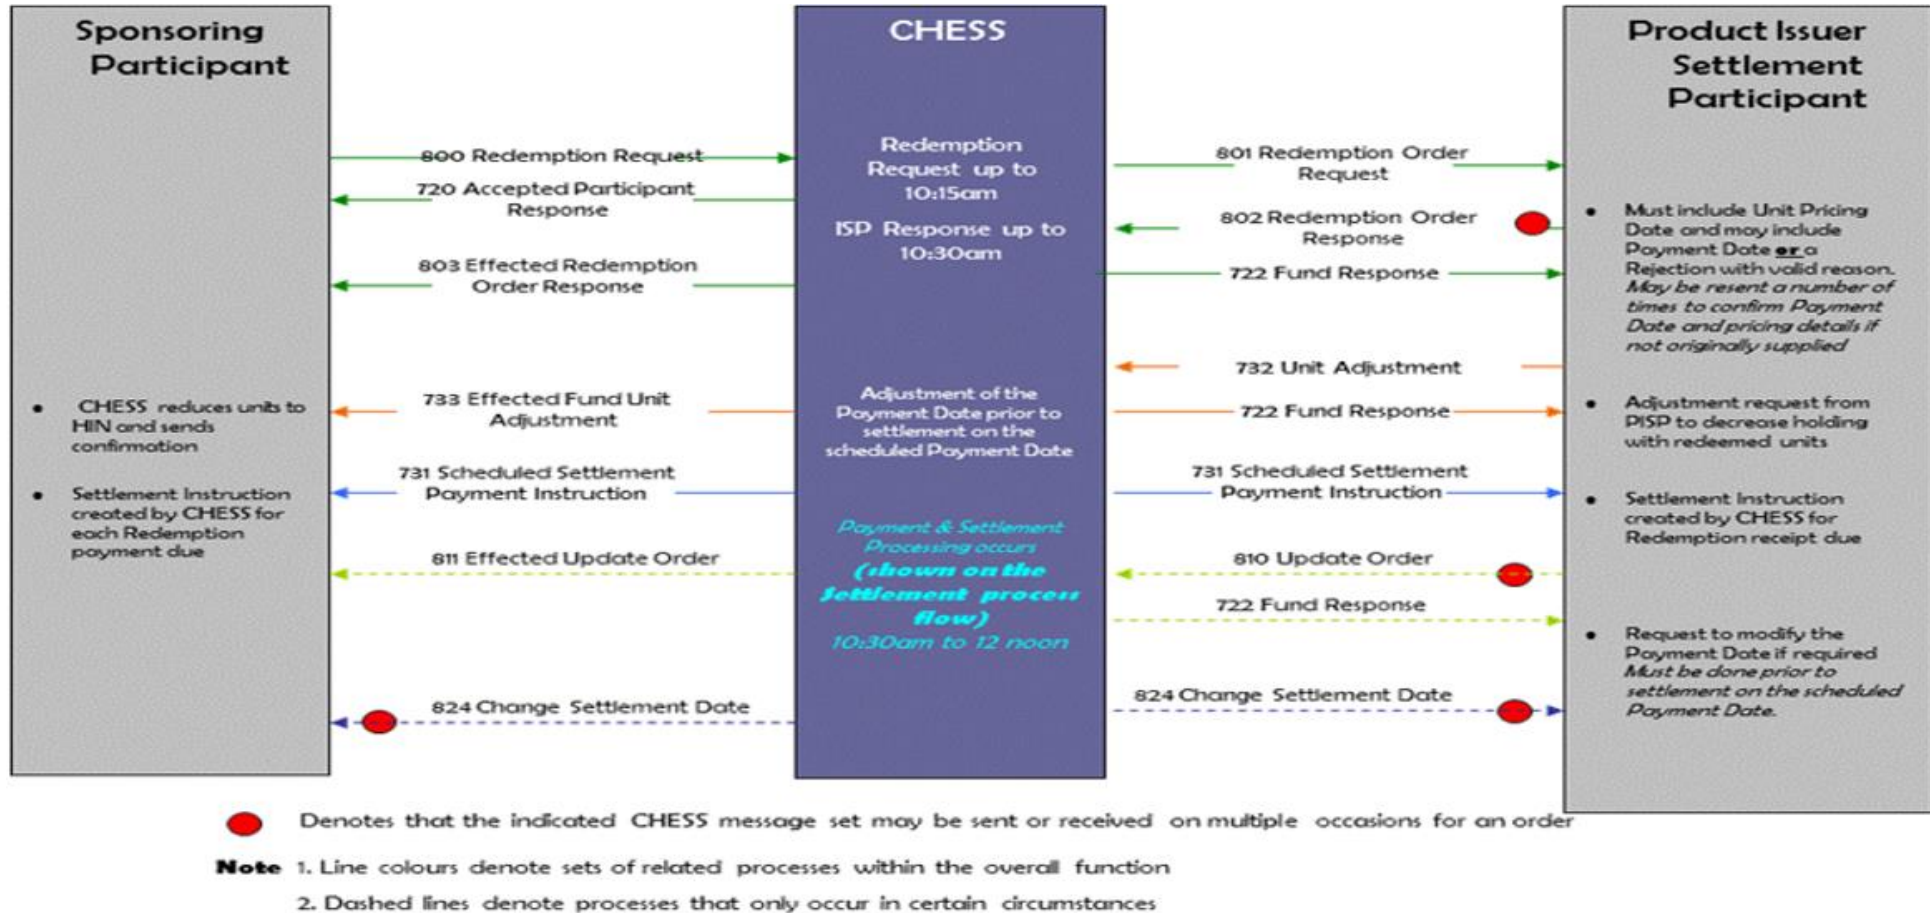 Sponsoring
Participant
CHESS
Product Issuer
Settlement
Participant
800 Redemption Request
720 Accepted Participant
Response
803 Effected Redemption
Order Response
733 Effected Fund Unit
Adjustment
731 Scheduled Settlement
Payment Instruction
811 Effected Update Order
824 Change Settlement Date
• CHESS reduces units to
HIN and sends
confirmation
• Settlement Instruction
created by CHESS for
each Redemption
payment due
Redemption
Request up to
10:15am
ISP Response up to
10:30am
Adjustment of the
Payment Date prior to
settlement on the
scheduled Payment Date
Payment & Settlement
Processing occurs
(shown on the
Settlement process
flow)
10:30am to 12 noon
801 Redemption Order
Request
802 Redemption Order
Response
722 Fund Response
732 Unit Adjustment
722 Fund Response
731 Scheduled Settlement
Payment Instruction
810 Update Order
722 Fund Response
824 Change Settlement Date
• Must include Unit Pricing
Date and may include
Payment Date or a
Rejection with valid reason.
May be resent a number of
times to confirm Payment
Date and pricing details if
not originally supplied
• Adjustment request from
PISP to decrease holding
with redeemed units
• Settlement Instruction
created by CHESS for
Redemption receipt due
• Request to modify the
Payment Date if required
Must be done prior to
settlement on the scheduled
Payment Date.
Denotes that the indicated CHESS message set may be sent or received on multiple occasions for an order
Note 1. Line colours denote sets of related processes within the overall function
2. Dashed lines denote processes that only occur in certain circumstances